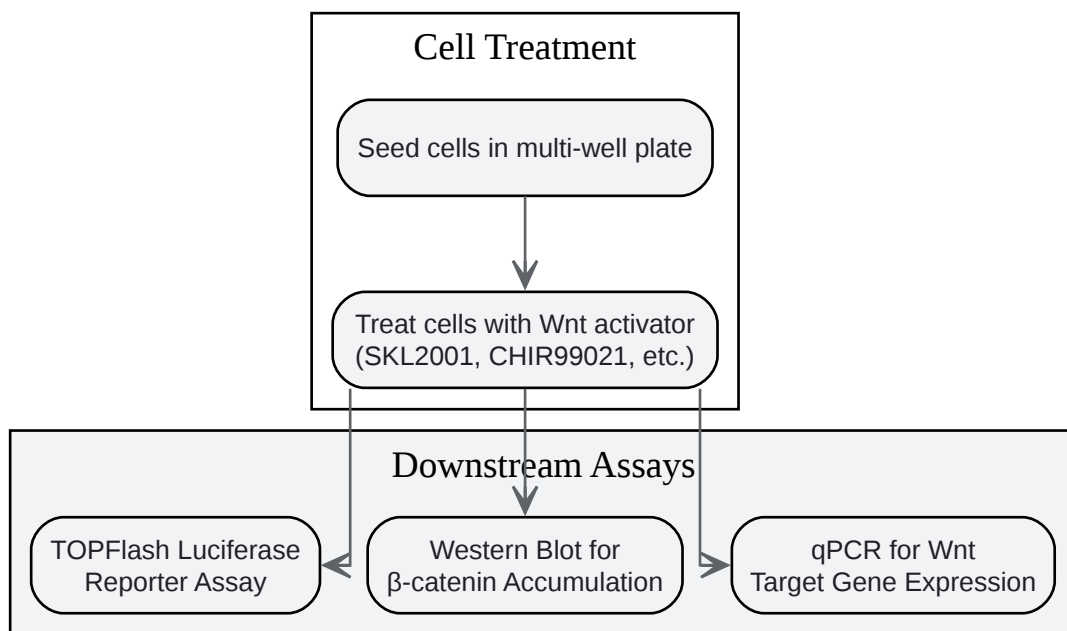 Cell Treatment
Seed cells in multi-well plate
Treat cells with Wnt activator
(SKL2001, CHIR99021, etc.)
Downstream Assays
TOPFlash Luciferase
Reporter Assay
Western Blot for
β-catenin Accumulation
qPCR for Wnt
Target Gene Expression